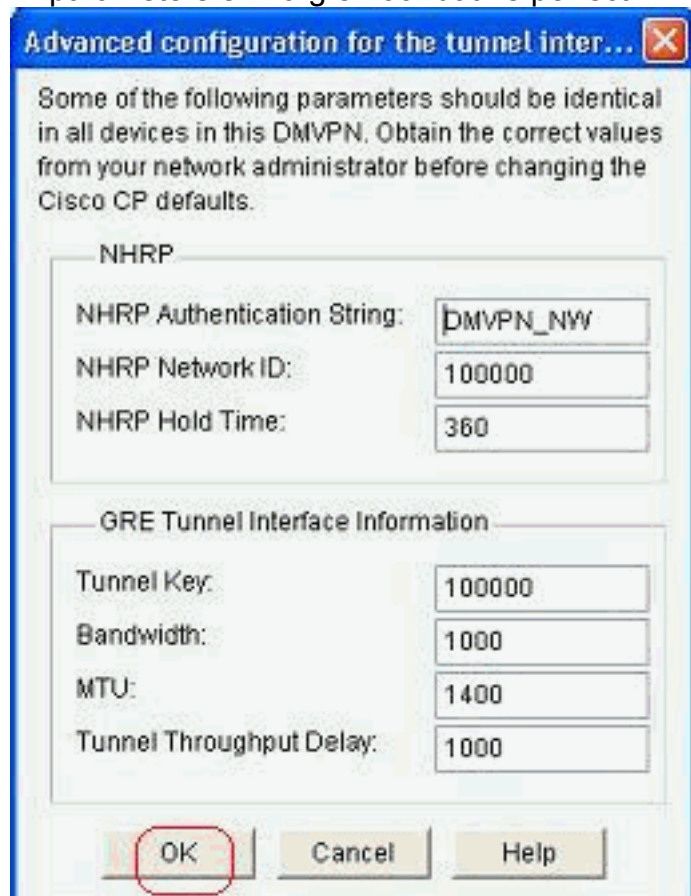 Advanced configuration for the tunnel inter...
Some of the following parameters should be identical
in all devices in this DMVPN. Obtain the correct values
from your network administrator before changing the
Cisco CP defaults.
NHRP
NHRP Authentication String: DMVPN_NW
NHRP Network ID: 100000
NHRP Hold Time: 360
GRE Tunnel Interface Information
Tunnel Key: 100000
Bandwidth: 1000
MTU: 1400
Tunnel Throughput Delay: 1000
OK Cancel Help